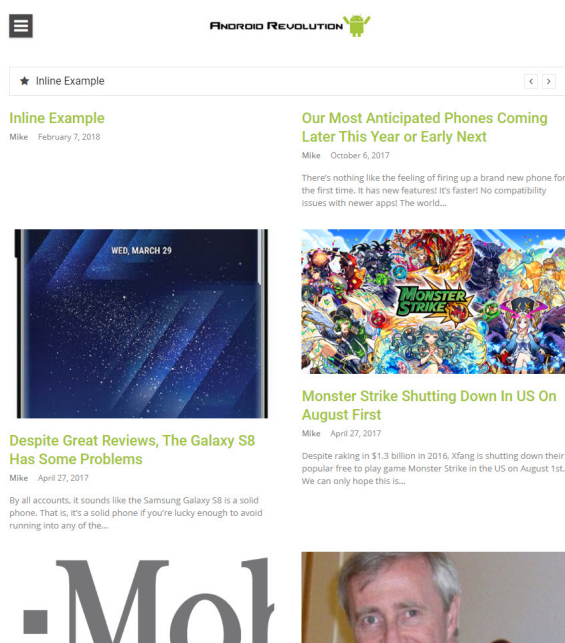 ANDROID REVOLUTION
Inline Example
Inline Example
Mike February 7, 2018
Our Most Anticipated Phones Coming
Later This Year or Early Next
Mike October 6, 2017
There's nothing like the feeling of firing up a brand new phone for
the first time. It has new features! It's faster! No compatibility
issues with newer apps! The world...
WED, MARCH 29
Despite Great Reviews, The Galaxy S8
Has Some Problems
Mike April 27, 2017
By all accounts, it sounds like the Samsung Galaxy S8 is a solid
phone. That is, it's a solid phone if you're lucky enough to avoid
running into any of the...
MONSTER
STRIKE
Monster Strike Shutting Down In US On
August First
Mike April 27, 2017
Despite raking in $1.3 billion in 2016, Xfang is shutting down their
popular free to play game Monster Strike in the US on August 1st.
We can only hope this is...
Mob